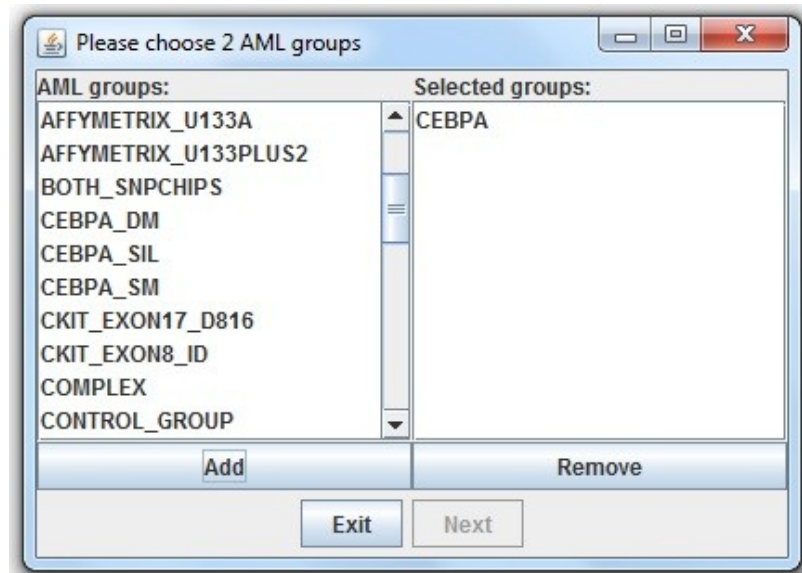 Please choose 2 AML groups
AML groups:
AFFYMETRIX_U133A
AFFYMETRIX_U133PLUS2
BOTH_SNPCHIPS
CEBPA_DM
CEBPA_SIL
CEBPA_SM
CKIT_EXON17_D816
CKIT_EXON8_ID
COMPLEX
CONTROL_GROUP
Selected groups:
CEBPA
Add
Remove
Exit
Next